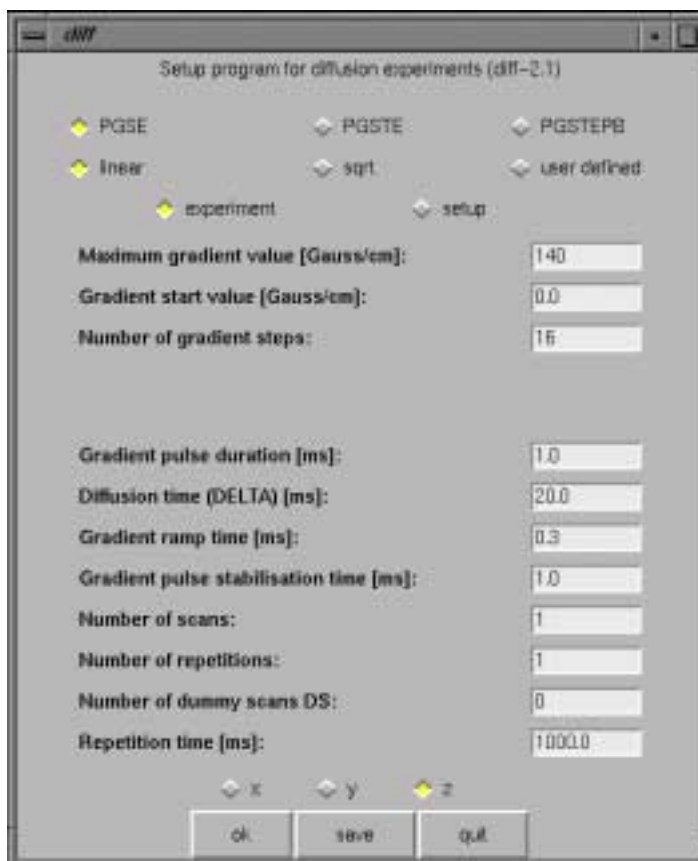 diff
Setup program for diffusion experiments (diff-2.1)
PGSE PGSTE PGSTEPB
linear sqrt user defined
experiment setup
Maximum gradient value [Gauss/cm]: 140
Gradient start value [Gauss/cm]: 0.0
Number of gradient steps: 16
Gradient pulse duration [ms]: 1.0
Diffusion time (DELTA) [ms]: 20.0
Gradient ramp time [ms]: 0.3
Gradient pulse stabilisation time [ms]: 1.0
Number of scans: 1
Number of repetitions: 1
Number of dummy scans DS: 0
Repetition time [ms]: 1000.0
x y z
ok save quit